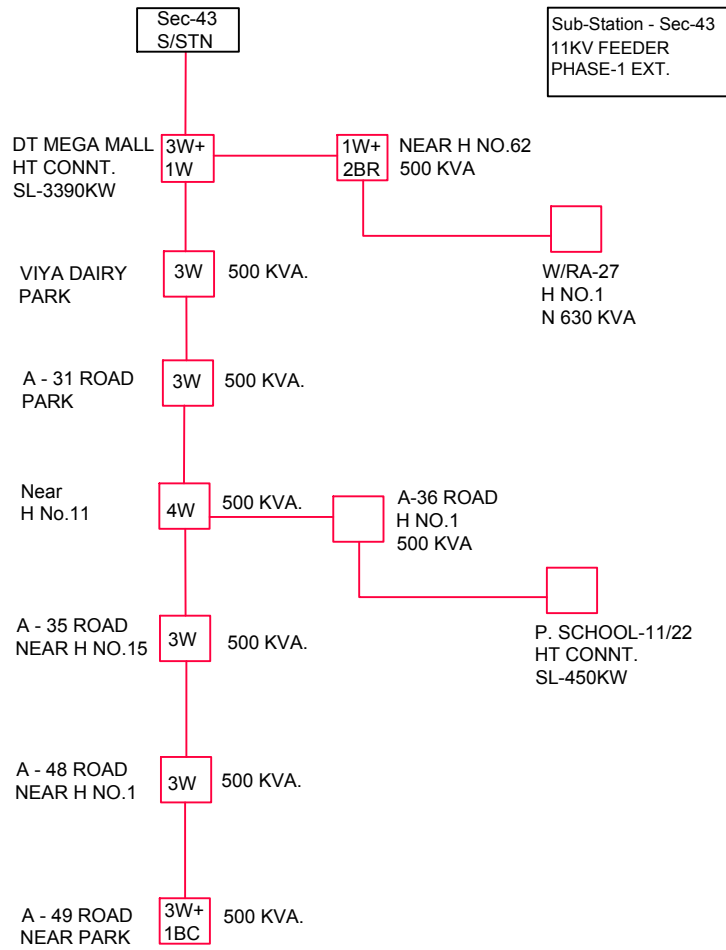 Sec-43
S/STN
Sub-Station - Sec-43
11KV FEEDER
PHASE-1 EXT.
DT MEGA MALL
HT CONNT.
SL-3390KW
3W+
1W
1W+
2BR
NEAR H NO.62
500 KVA
W/RA-27
H NO.1
N 630 KVA
VIYA DAIRY
PARK
3W
500 KVA.
A - 31 ROAD
PARK
3W
500 KVA.
Near
H No.11
4W
500 KVA.
A-36 ROAD
H NO.1
500 KVA
P. SCHOOL-11/22
HT CONNT.
SL-450KW
A - 35 ROAD
NEAR H NO.15
3W
500 KVA.
A - 48 ROAD
NEAR H NO.1
3W
500 KVA.
A - 49 ROAD
NEAR PARK
3W+
1BC
500 KVA.